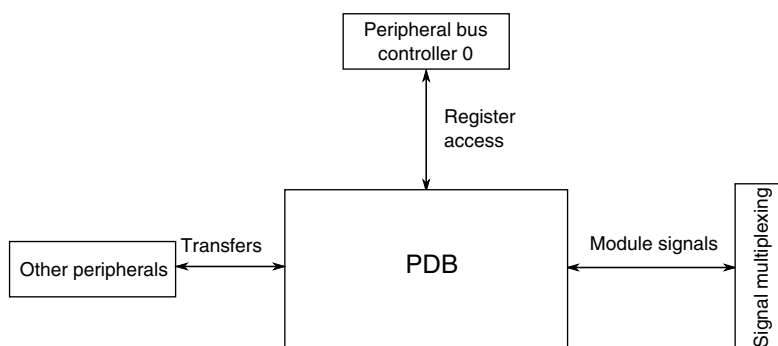 Peripheral bus
controller 0
Register
access
Transfers
Other peripherals
PDB
Module signals
Signal multiplexing